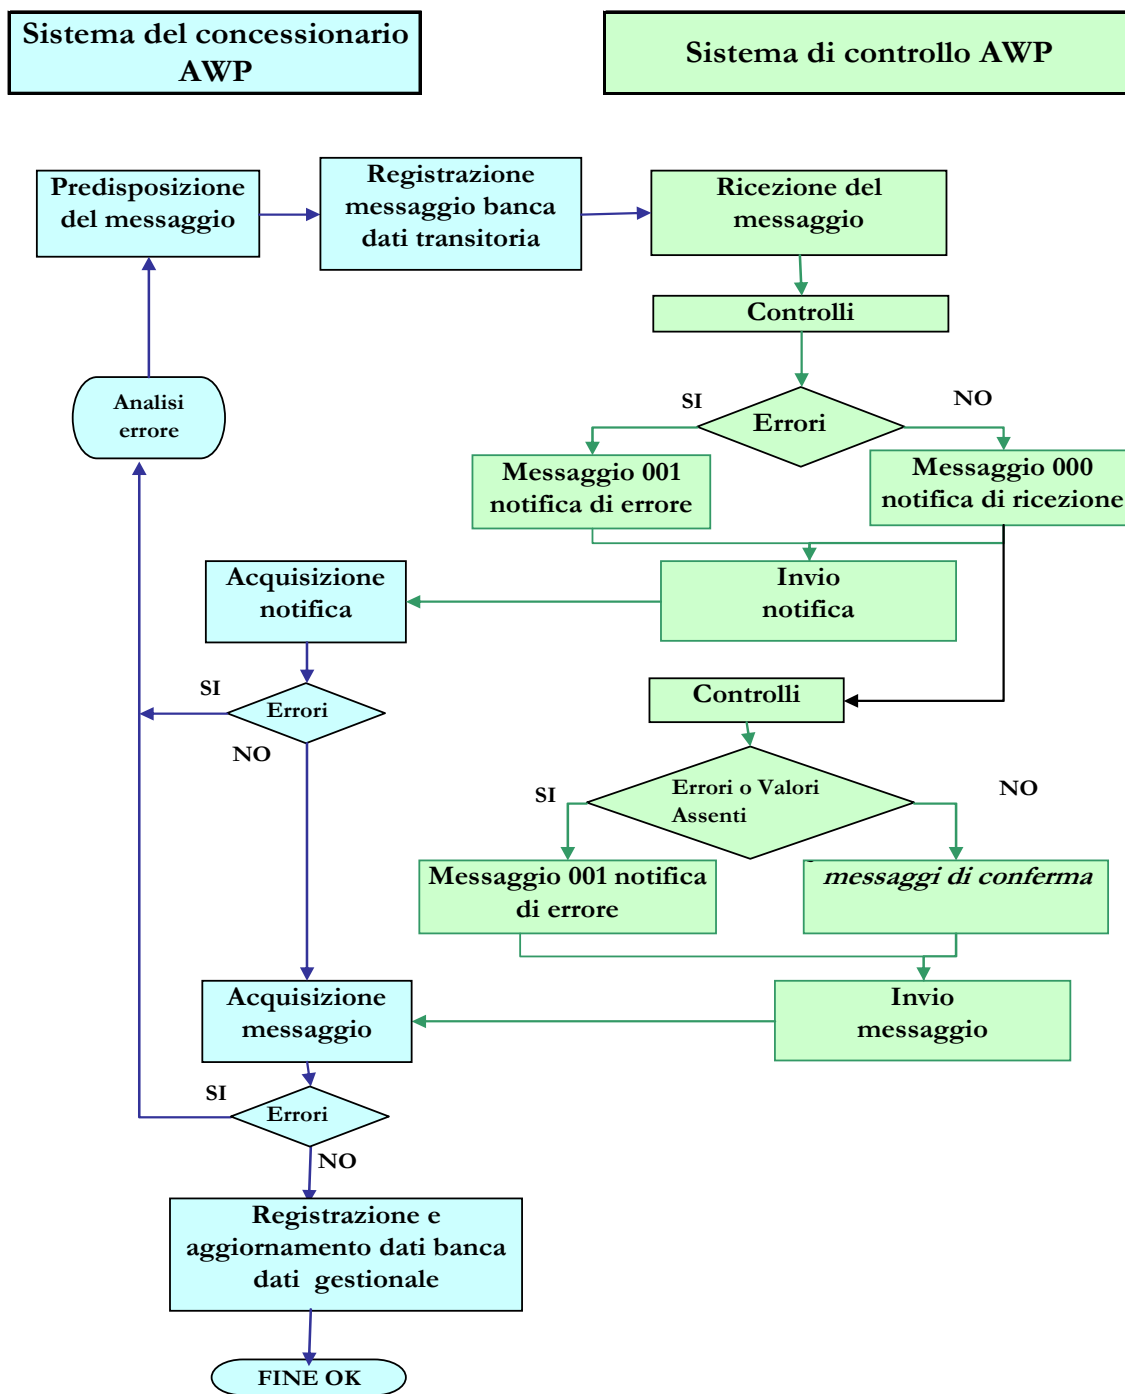 Sistema del concessionario
AWP
Sistema di controllo AWP
Predisposizione
del messaggio
Registrazione
messaggio banca
dati transitoria
Ricezione del
messaggio
Controlli
Analisi
errore
SI
Errori
NO
Messaggio 001
notifica di errore
Messaggio 000
notifica di ricezione
Acquisizione
notifica
Invio
notifica
SI
Errori
NO
Controlli
SI
Errori o Valori
Assenti
NO
Messaggio 001 notifica
di errore
messaggi di conferma
Acquisizione
messaggio
Invio
messaggio
SI
Errori
NO
Registrazione e
aggiornamento dati banca
dati gestionale
FINE OK